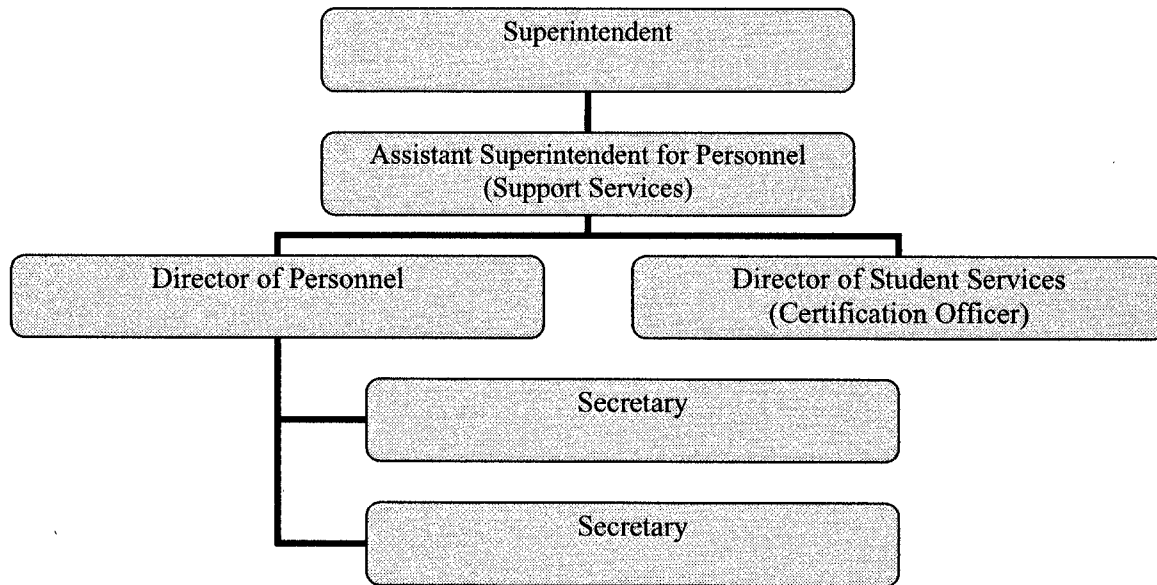 Superintendent
Assistant Superintendent for Personnel
(Support Services)
Director of Personnel
Director of Student Services
(Certification Officer)
Secretary
Secretary